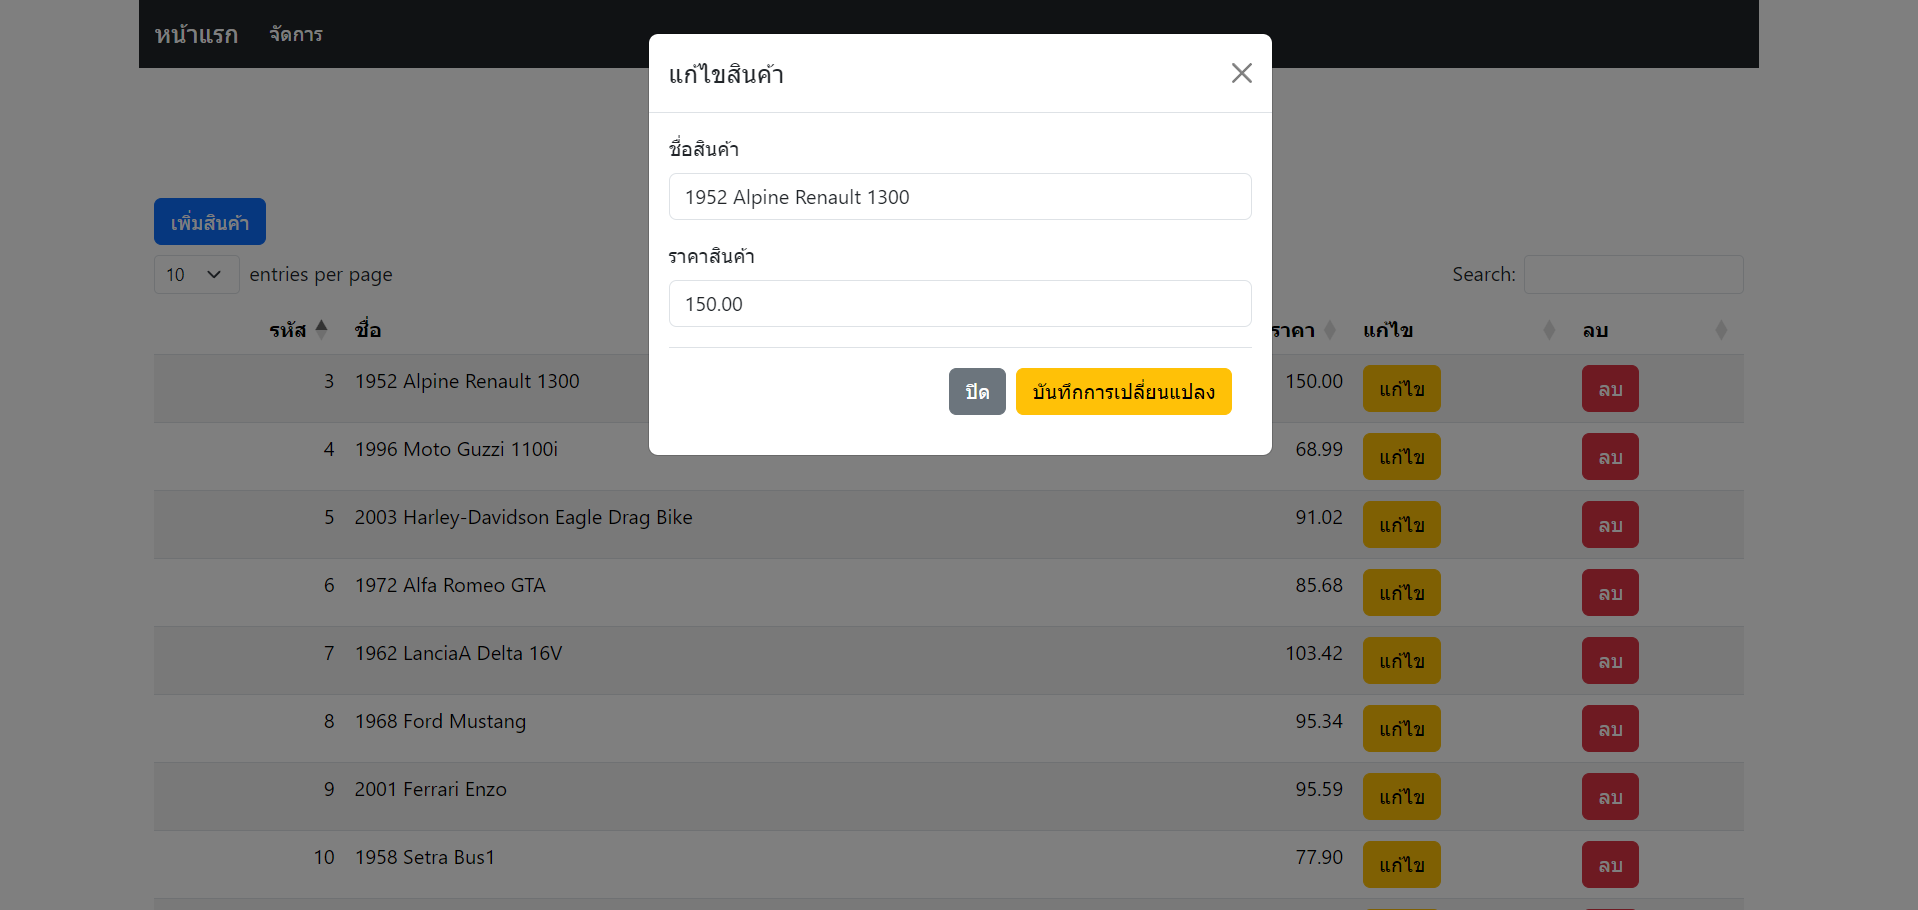 หน้าแรก จัดการ
แก้ไขสินค้า
ชื่อสินค้า
1952 Alpine Renault 1300
ราคาสินค้า
150.00
ปิด บันทึกการเปลี่ยนแปลง
เพิ่มสินค้า
10 entries per page Search:
รหัส ชื่อ ราคา แก้ไข ลบ
3 1952 Alpine Renault 1300 150.00 แก้ไข ลบ
4 1996 Moto Guzzi 1100i 68.99 แก้ไข ลบ
5 2003 Harley-Davidson Eagle Drag Bike 91.02 แก้ไข ลบ
6 1972 Alfa Romeo GTA 85.68 แก้ไข ลบ
7 1962 LanciaA Delta 16V 103.42 แก้ไข ลบ
8 1968 Ford Mustang 95.34 แก้ไข ลบ
9 2001 Ferrari Enzo 95.59 แก้ไข ลบ
10 1958 Setra Bus1 77.90 แก้ไข ลบ